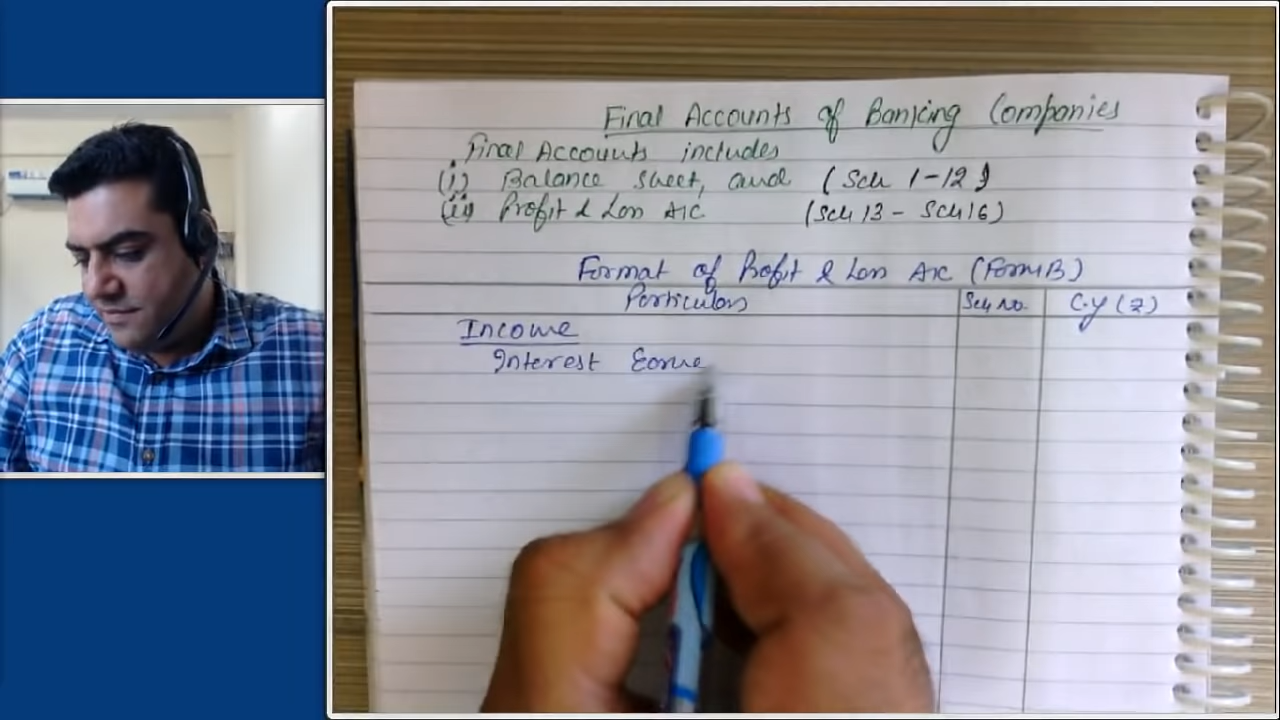 Final Accounts of Banking Companies
Final Accounts includes
(i) Balance sheet, and (Sch 1-12)
(ii) Profit & Loss A/c (Sch 13 - Sch 16)
Format of Profit & Loss A/c (Form B)
Particulars Sch No. C.Y (₹)
Income
Interest Earne